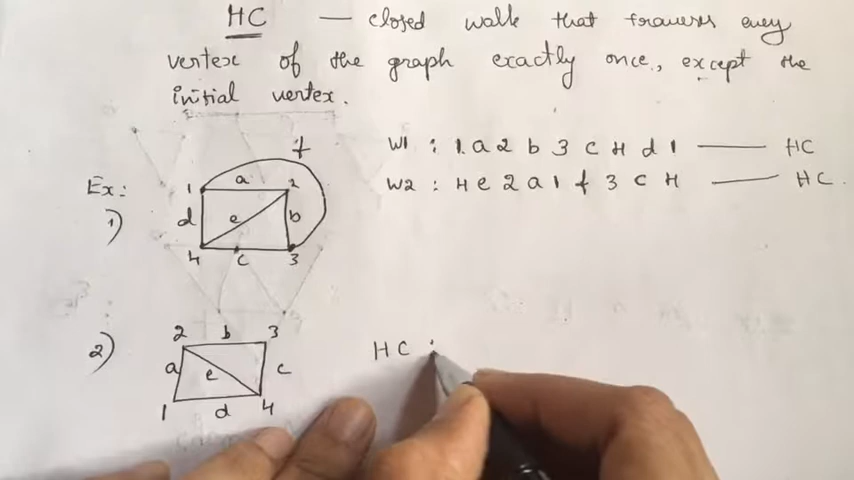 HC — closed walk that traverses every
vertex of the graph exactly once, except the
initial vertex.
W1 : 1 a 2 b 3 c 4 d 1 —— HC
W2 : 4 e 2 a 1 f 3 c 4 —— HC.
Ex:
1)
f
1 a 2
d e b
4 c 3
2)
2 b 3
a e c
1 d 4
HC :